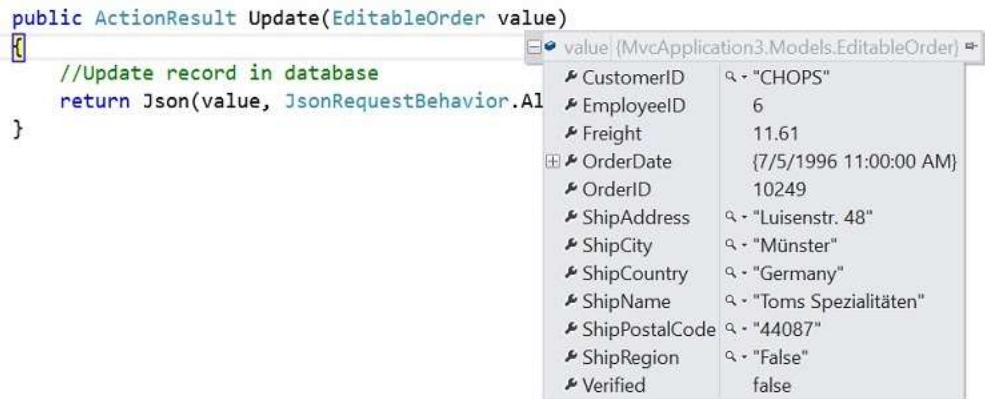 public ActionResult Update(EditableOrder value)
{
value {MvcApplication3.Models.EditableOrder}
//Update record in database
CustomerID "CHOPS"
return Json(value, JsonRequestBehavior.Al
EmployeeID 6
}
Freight 11.61
OrderDate {7/5/1996 11:00:00 AM}
OrderID 10249
ShipAddress "Luisenstr. 48"
ShipCity "Münster"
ShipCountry "Germany"
ShipName "Toms Spezialitäten"
ShipPostalCode "44087"
ShipRegion "False"
Verified false